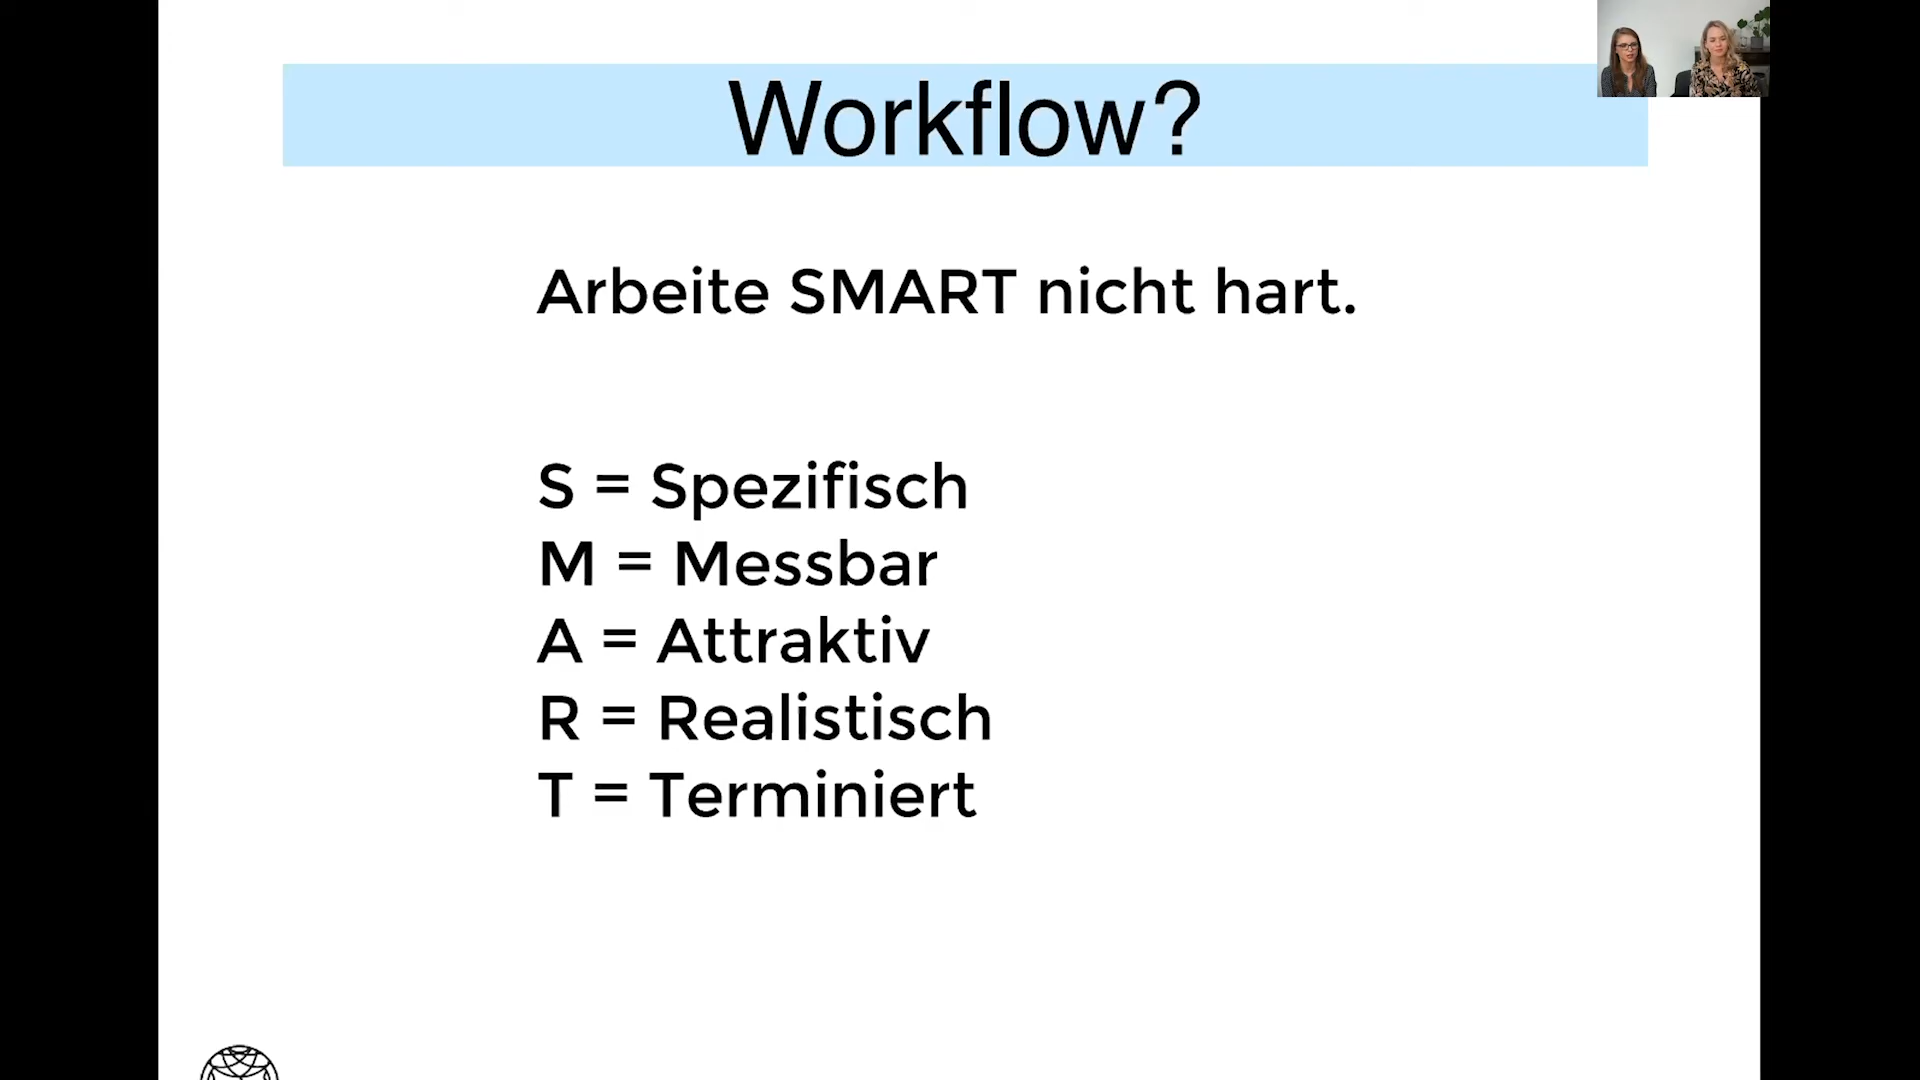 Workflow?
Arbeite SMART nicht hart.
S = Spezifisch
M = Messbar
A = Attraktiv
R = Realistisch
T = Terminiert